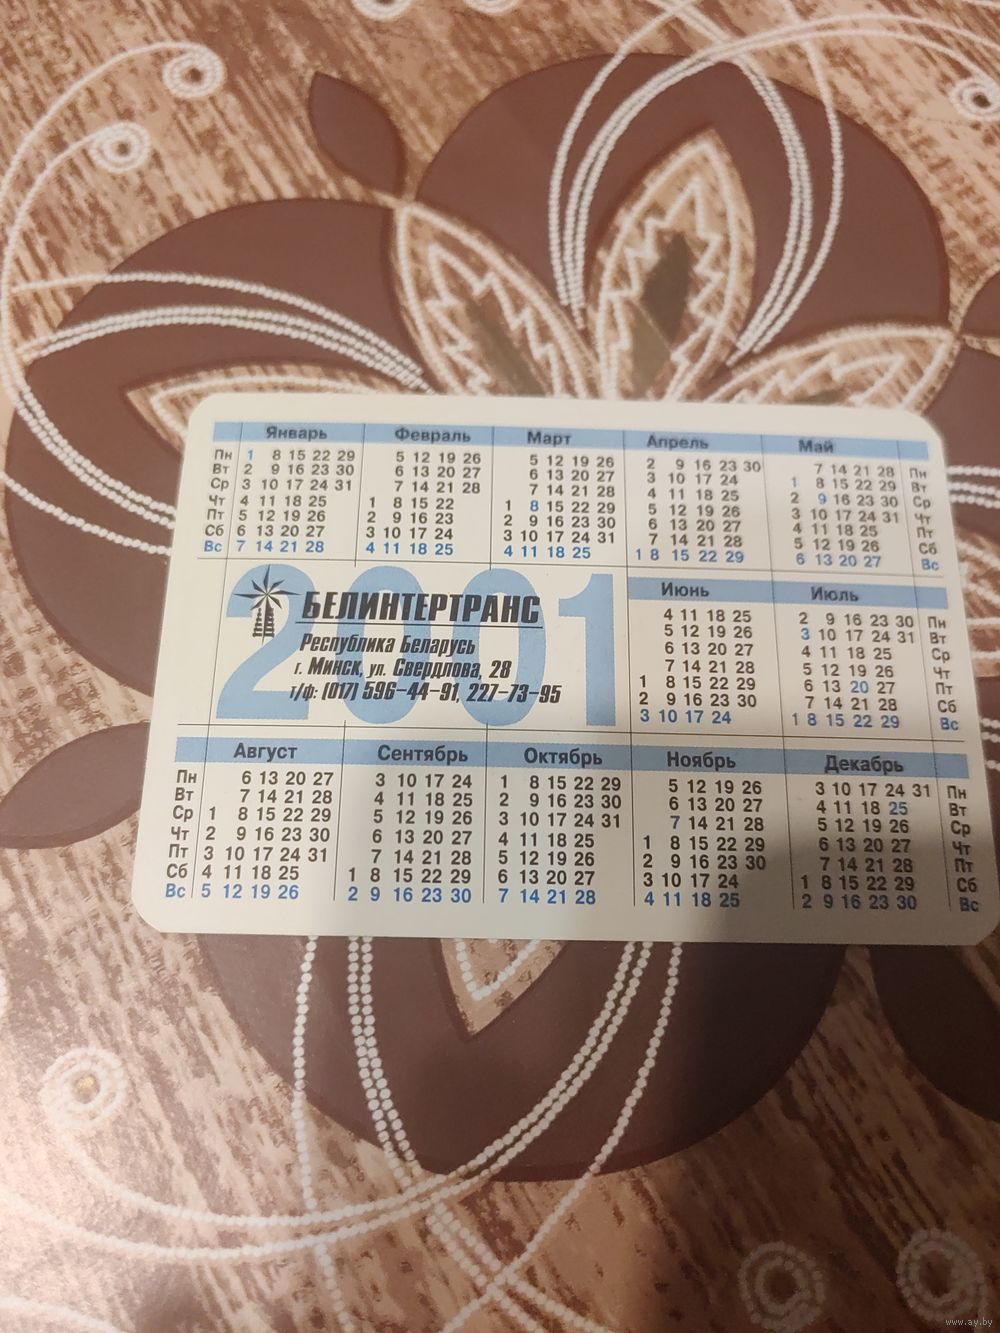 Январь Февраль Март Апрель Май
Пн 1 8 15 22 29 5 12 19 26 5 12 19 26 2 9 16 23 30 7 14 21 28 Пн
Вт 2 9 16 23 30 6 13 20 27 6 13 20 27 3 10 17 24 1 8 15 22 29 Вт
Ср 3 10 17 24 31 7 14 21 28 7 14 21 28 4 11 18 25 2 9 16 23 30 Ср
Чт 4 11 18 25 1 8 15 22 1 8 15 22 29 5 12 19 26 3 10 17 24 31 Чт
Пт 5 12 19 26 2 9 16 23 2 9 16 23 30 6 13 20 27 4 11 18 25 Пт
Сб 6 13 20 27 3 10 17 24 3 10 17 24 31 7 14 21 28 5 12 19 26 Сб
Вс 7 14 21 28 4 11 18 25 4 11 18 25 1 8 15 22 29 6 13 20 27 Вс
2001
БЕЛИНТЕРТРАНС
Республика Беларусь
г. Минск, ул. Свердлова, 28
т/ф: (017) 596-44-91, 227-73-95
Июнь Июль
4 11 18 25 2 9 16 23 30 Пн
5 12 19 26 3 10 17 24 31 Вт
6 13 20 27 4 11 18 25 Ср
7 14 21 28 5 12 19 26 Чт
1 8 15 22 29 6 13 20 27 Пт
2 9 16 23 30 7 14 21 28 Сб
3 10 17 24 1 8 15 22 29 Вс
Август Сентябрь Октябрь Ноябрь Декабрь
Пн 6 13 20 27 3 10 17 24 1 8 15 22 29 5 12 19 26 3 10 17 24 31 Пн
Вт 7 14 21 28 4 11 18 25 2 9 16 23 30 6 13 20 27 4 11 18 25 Вт
Ср 1 8 15 22 29 5 12 19 26 3 10 17 24 31 7 14 21 28 5 12 19 26 Ср
Чт 2 9 16 23 30 6 13 20 27 4 11 18 25 1 8 15 22 29 6 13 20 27 Чт
Пт 3 10 17 24 31 7 14 21 28 5 12 19 26 2 9 16 23 30 7 14 21 28 Пт
Сб 4 11 18 25 1 8 15 22 29 6 13 20 27 3 10 17 24 1 8 15 22 29 Сб
Вс 5 12 19 26 2 9 16 23 30 7 14 21 28 4 11 18 25 2 9 16 23 30 Вс
www.ay.by